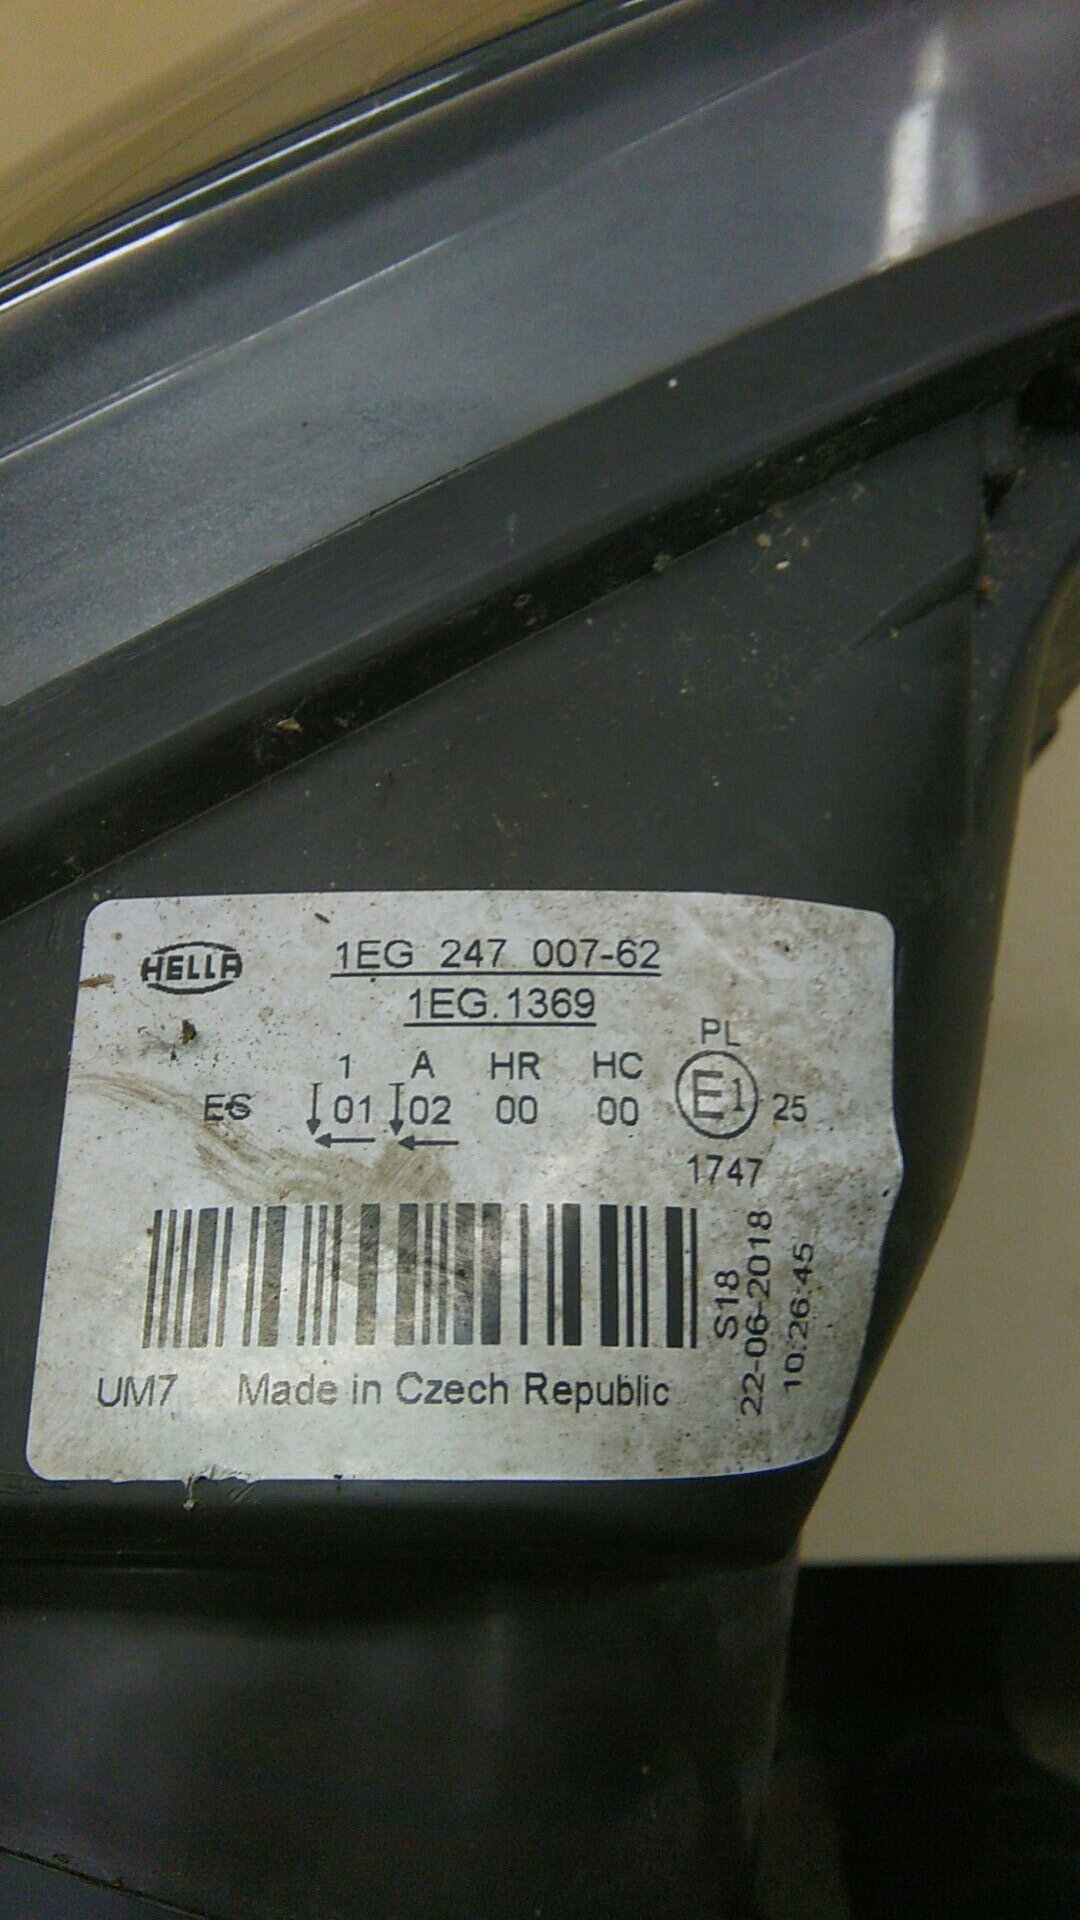 HELLA
1EG 247 007-62
1EG.1369
1 A HR HC PL
ES 01 02 00 00 E1 25
1747
UM7 Made in Czech Republic
S18
22-06-2018
10:26:45